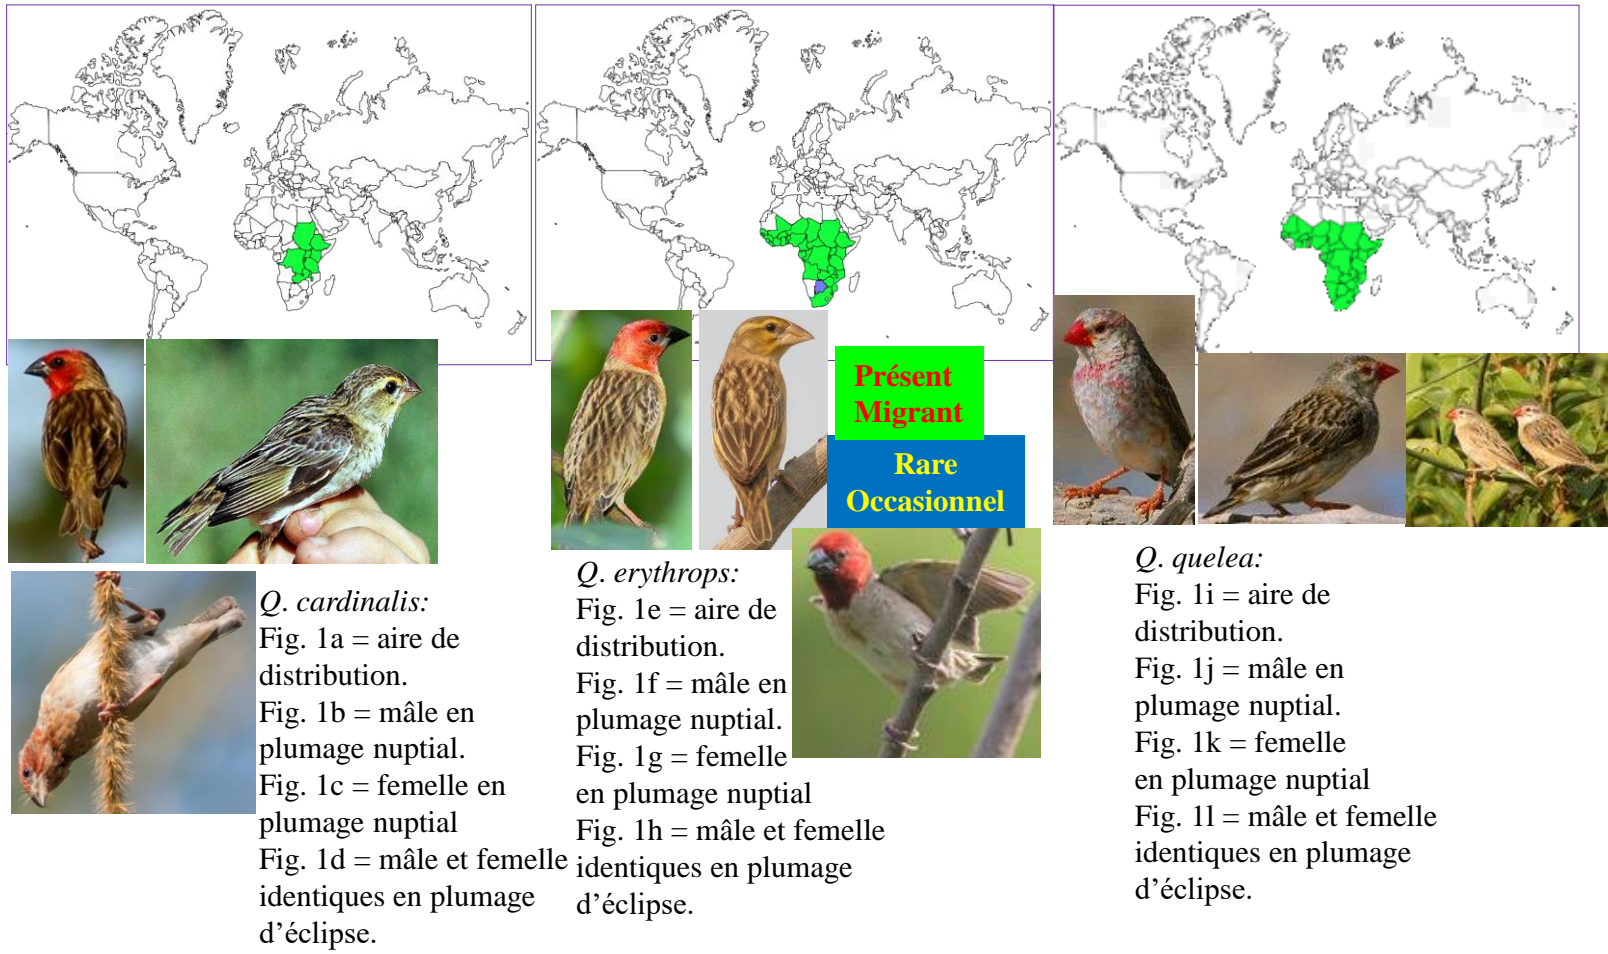 Présent
Migrant
Rare
Occasionnel
Q. cardinalis:
Fig. 1a = aire de
distribution.
Fig. 1b = mâle en
plumage nuptial.
Fig. 1c = femelle en
plumage nuptial
Fig. 1d = mâle et femelle
identiques en plumage
d’éclipse.
Q. erythrops:
Fig. 1e = aire de
distribution.
Fig. 1f = mâle en
plumage nuptial.
Fig. 1g = femelle
en plumage nuptial
Fig. 1h = mâle et femelle
identiques en plumage
d’éclipse.
Q. quelea:
Fig. 1i = aire de
distribution.
Fig. 1j = mâle en
plumage nuptial.
Fig. 1k = femelle
en plumage nuptial
Fig. 1l = mâle et femelle
identiques en plumage
d’éclipse.